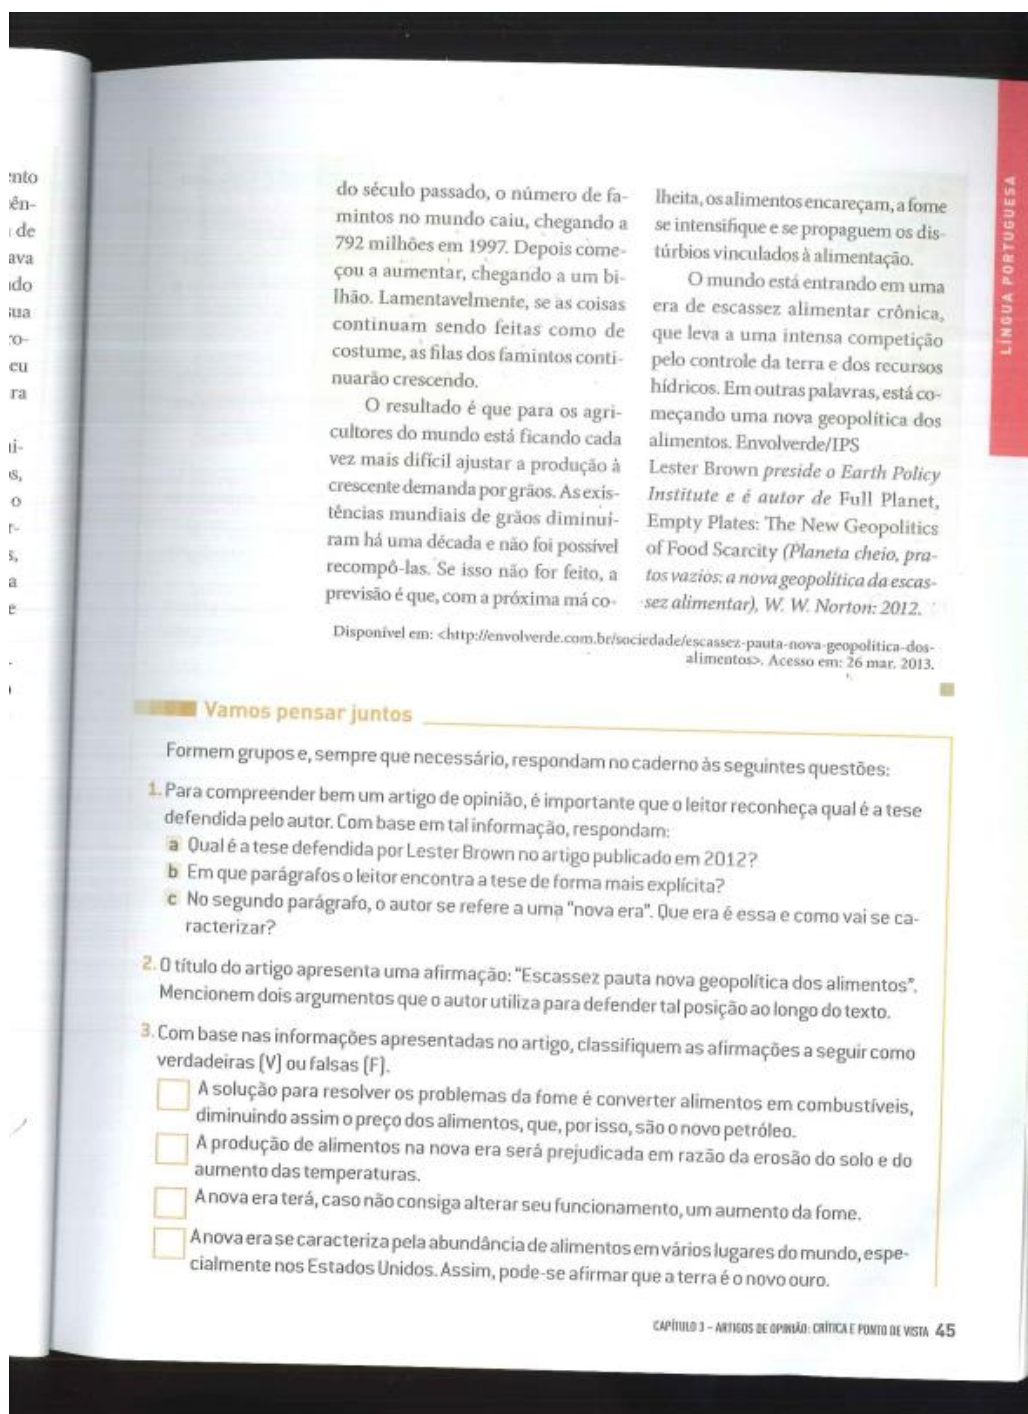 ento
ên-
de
ava
ndo
sua
ro-
eu
ra
ui-
os,
o
r-
s,
a
e
do século passado, o número de fa-
mintos no mundo caiu, chegando a
792 milhões em 1997. Depois come-
çou a aumentar, chegando a um bi-
lhão. Lamentavelmente, se as coisas
continuam sendo feitas como de
costume, as filas dos famintos conti-
nuarão crescendo.
O resultado é que para os agri-
cultores do mundo está ficando cada
vez mais difícil ajustar a produção à
crescente demanda por grãos. As exis-
tências mundiais de grãos diminuí-
ram há uma década e não foi possível
recompô-las. Se isso não for feito, a
previsão é que, com a próxima má co-
lheita, os alimentos encareçam, a fome
se intensifique e se propaguem os dis-
túrbios vinculados à alimentação.
O mundo está entrando em uma
era de escassez alimentar crônica,
que leva a uma intensa competição
pelo controle da terra e dos recursos
hídricos. Em outras palavras, está co-
meçando uma nova geopolítica dos
alimentos. Envolverde/IPS
Lester Brown preside o Earth Policy
Institute e é autor de Full Planet,
Empty Plates: The New Geopolitics
of Food Scarcity (Planeta cheio, pra-
tos vazios: a nova geopolítica da escas-
sez alimentar), W. W. Norton: 2012.
Disponível em: <http://envolverde.com.br/sociedade/escassez-pauta-nova-geopolitica-dos-
alimentos>. Acesso em: 26 mar. 2013.
LÍNGUA PORTUGUESA
Vamos pensar juntos
Formem grupos e, sempre que necessário, respondam no caderno às seguintes questões:
1. Para compreender bem um artigo de opinião, é importante que o leitor reconheça qual é a tese
defendida pelo autor. Com base em tal informação, respondam:
a Qual é a tese defendida por Lester Brown no artigo publicado em 2012?
b Em que parágrafos o leitor encontra a tese de forma mais explícita?
c No segundo parágrafo, o autor se refere a uma "nova era". Que era é essa e como vai se ca-
racterizar?
2. O título do artigo apresenta uma afirmação: "Escassez pauta nova geopolítica dos alimentos".
Mencionem dois argumentos que o autor utiliza para defender tal posição ao longo do texto.
3. Com base nas informações apresentadas no artigo, classifiquem as afirmações a seguir como
verdadeiras (V) ou falsas (F).
A solução para resolver os problemas da fome é converter alimentos em combustíveis,
diminuindo assim o preço dos alimentos, que, por isso, são o novo petróleo.
A produção de alimentos na nova era será prejudicada em razão da erosão do solo e do
aumento das temperaturas.
A nova era terá, caso não consiga alterar seu funcionamento, um aumento da fome.
A nova era se caracteriza pela abundância de alimentos em vários lugares do mundo, espe-
cialmente nos Estados Unidos. Assim, pode-se afirmar que a terra é o novo ouro.
CAPÍTULO 3 – ARTIGOS DE OPINIÃO: CRÍTICA E PONTO DE VISTA 45